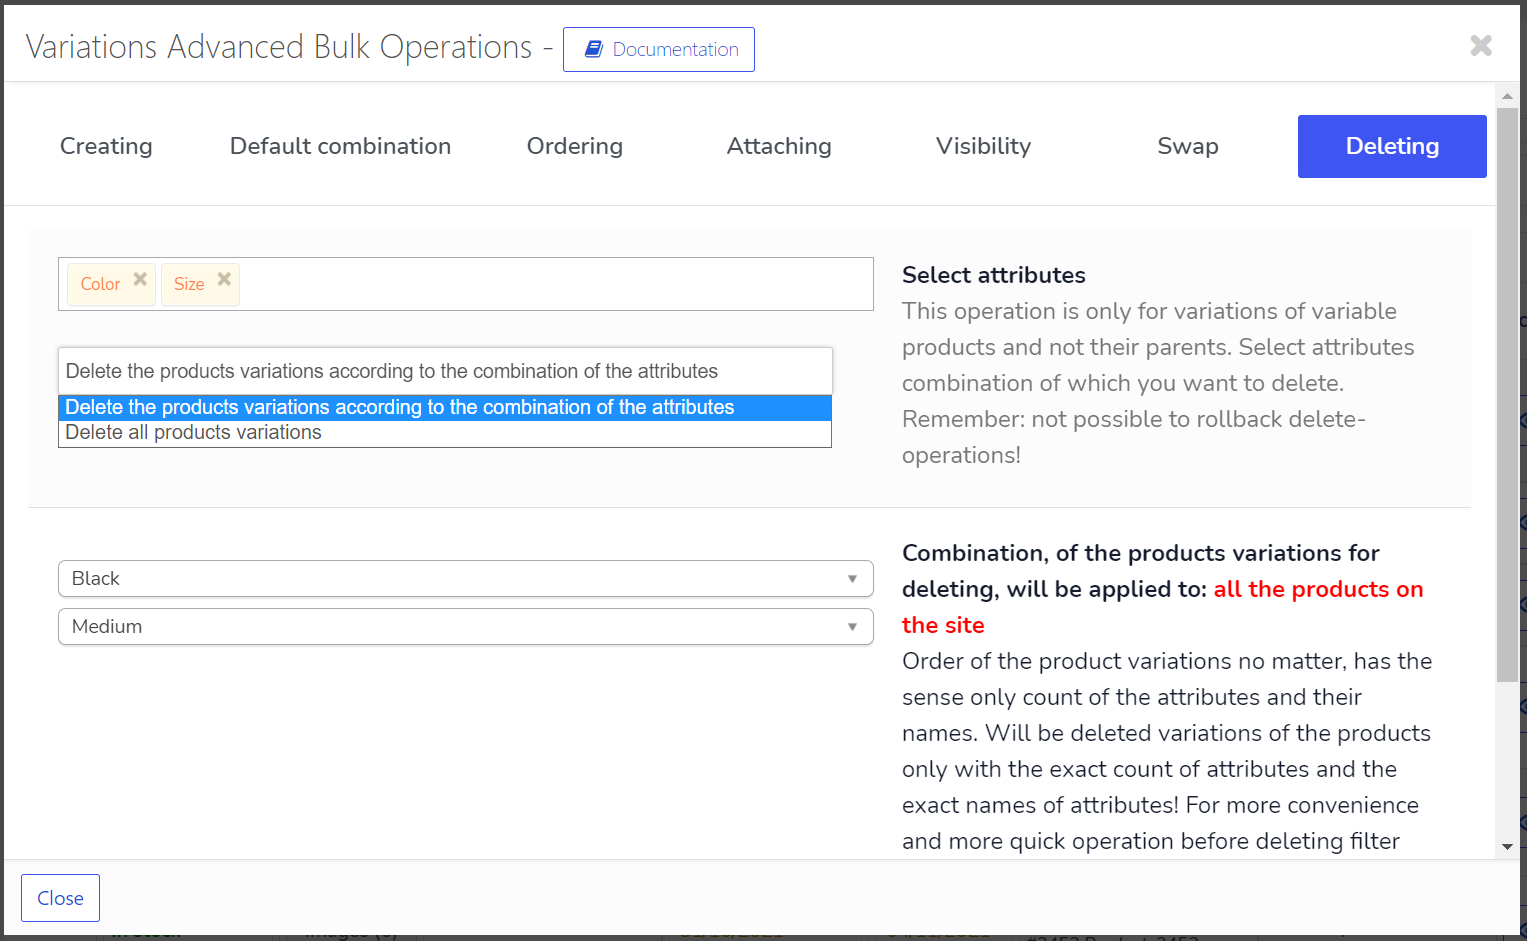 Variations Advanced Bulk Operations -
Documentation
Creating
Default combination
Ordering
Attaching
Visibility
Swap
Deleting
Color
Size
Delete the products variations according to the combination of the attributes
Delete the products variations according to the combination of the attributes
Delete all products variations
Select attributes
This operation is only for variations of variable
products and not their parents. Select attributes
combination of which you want to delete.
Remember: not possible to rollback delete-
operations!
Black
Medium
Combination, of the products variations for
deleting, will be applied to: all the products on
the site
Order of the product variations no matter, has the
sense only count of the attributes and their
names. Will be deleted variations of the products
only with the exact count of attributes and the
exact names of attributes! For more convenience
and more quick operation before deleting filter
Close